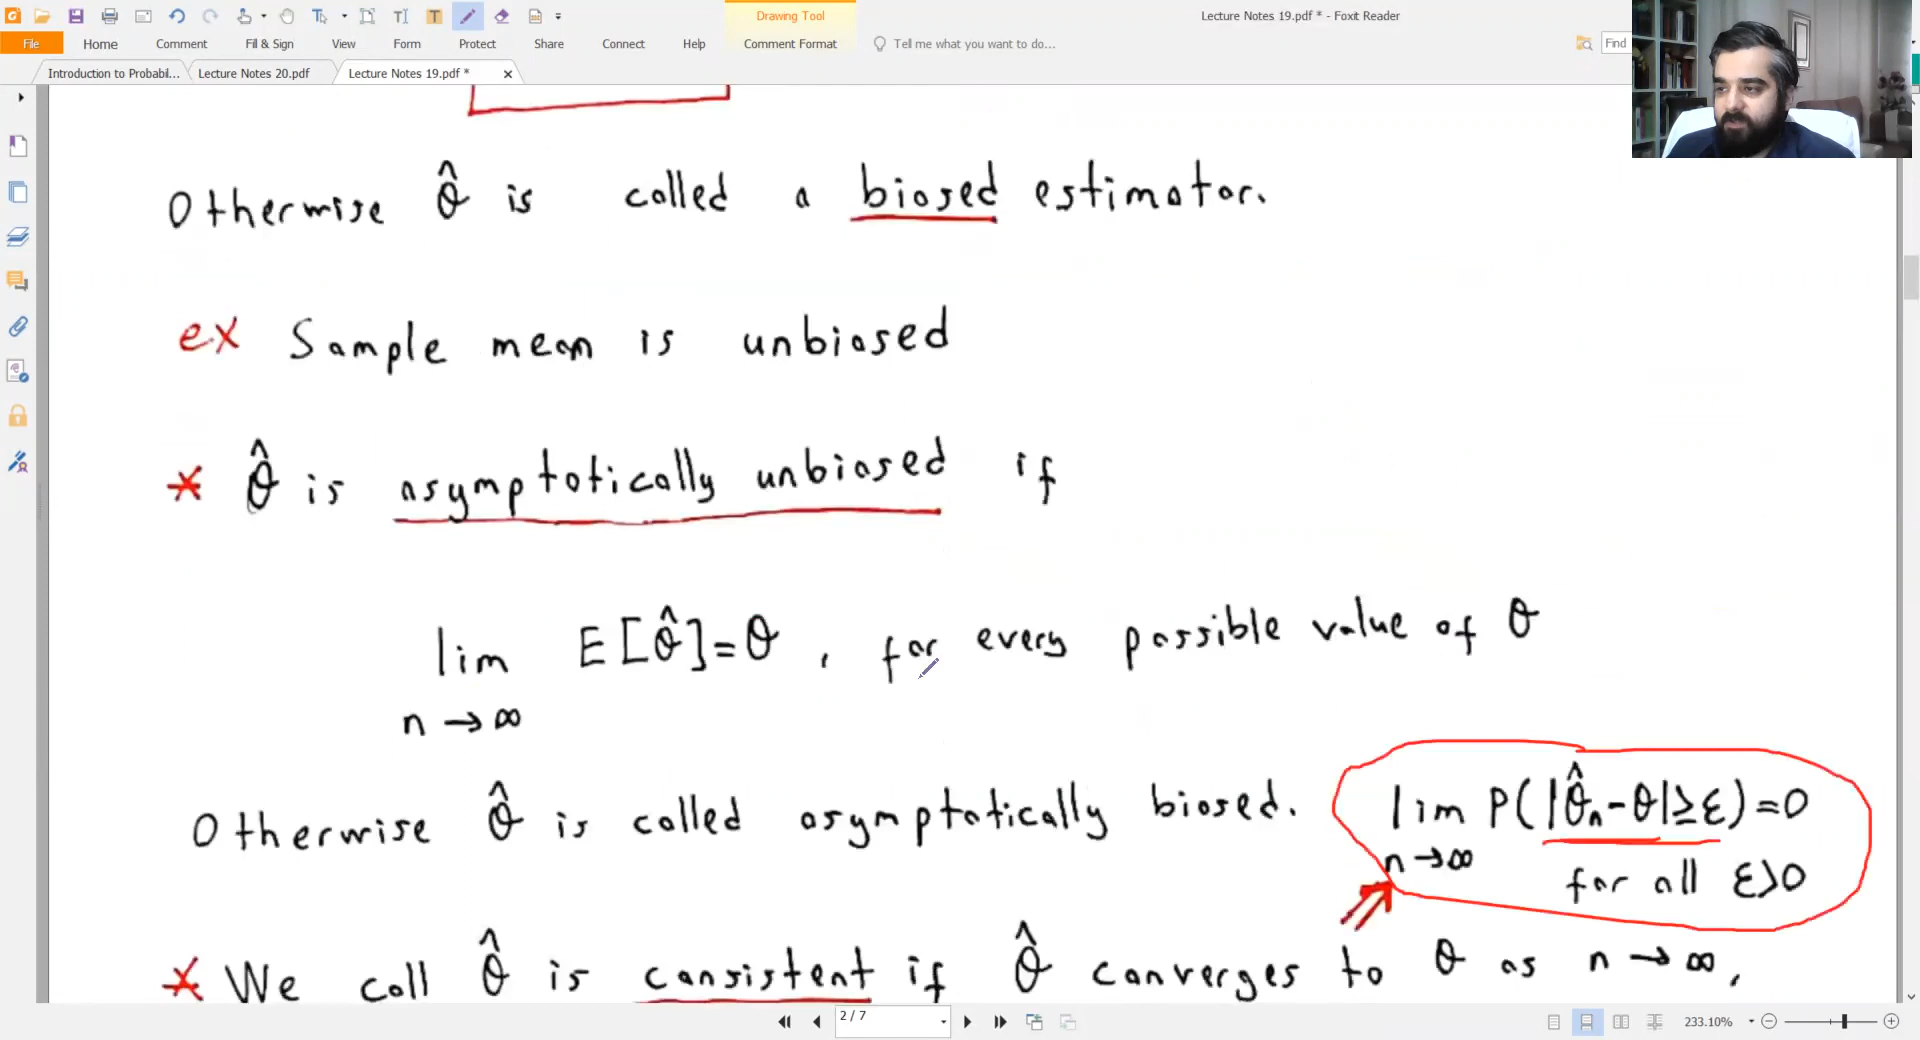 Drawing Tool
Lecture Notes 19.pdf * - Foxit Reader
File Home Comment Fill & Sign View Form Protect Share Connect Help Comment Format Tell me what you want to do... Find
Introduction to Probabil... Lecture Notes 20.pdf Lecture Notes 19.pdf *
Otherwise θ̂ is called a biased estimator.
ex Sample mean is unbiased
* θ̂ is asymptotically unbiased if
lim E[θ̂]=θ , for every possible value of θ
n → ∞
Otherwise θ̂ is called asymptotically biased.
lim P(|θ̂n-θ|≥ε)=0
n→∞ for all ε>0
* We call θ̂ is consistent if θ̂ converges to θ as n → ∞,
2 / 7
233.10%